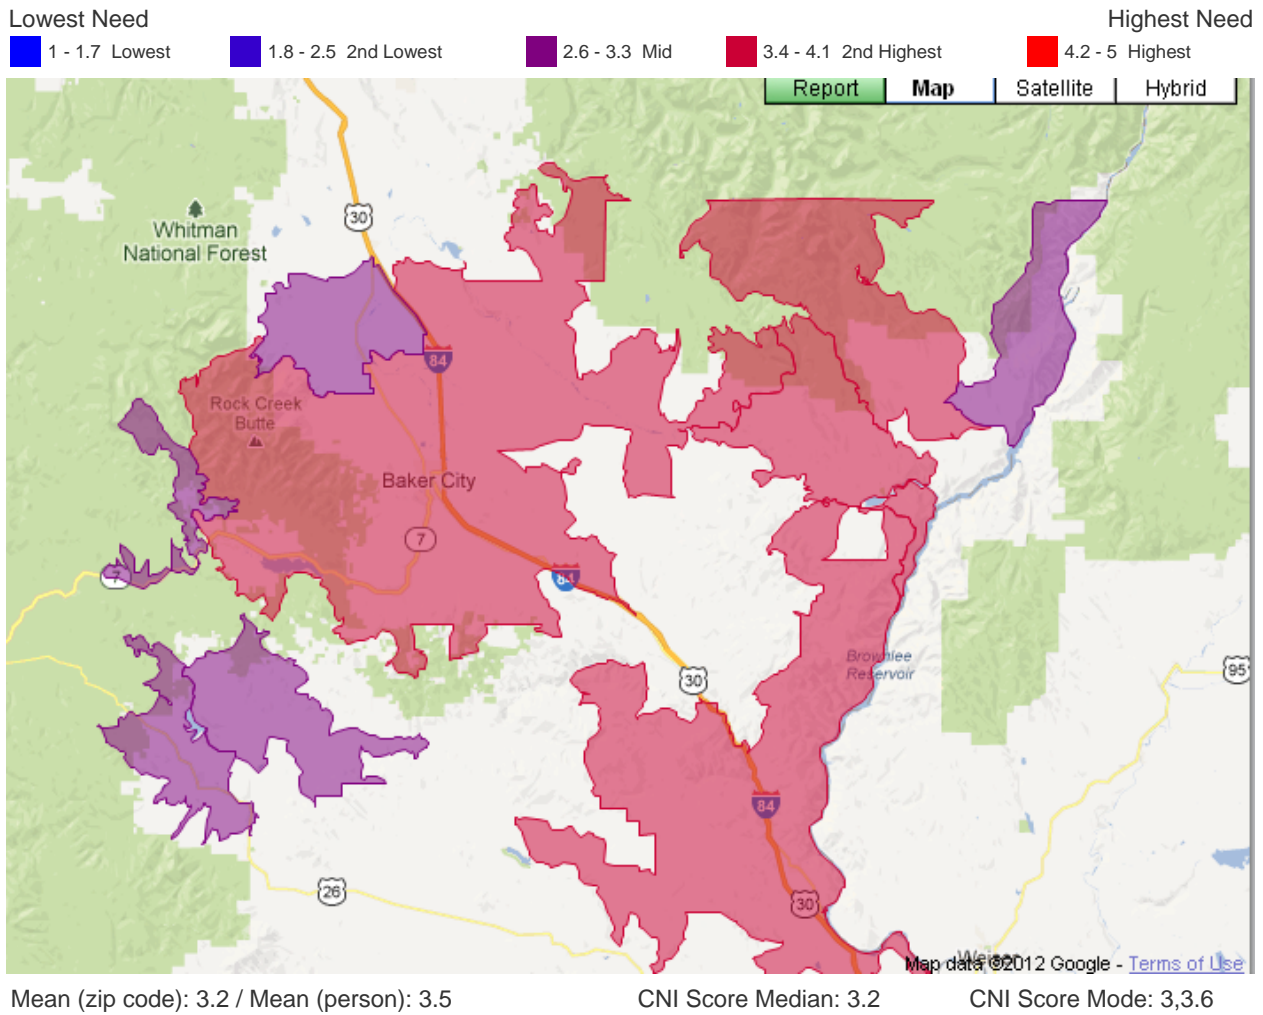 Lowest Need
Highest Need
1 - 1.7 Lowest
1.8 - 2.5 2nd Lowest
2.6 - 3.3 Mid
3.4 - 4.1 2nd Highest
4.2 - 5 Highest
Report
Map
Satellite
Hybrid
30
Whitman
National Forest
84
Rock Creek
Butte
Baker City
7
84
7
Brownlee
Reservoir
30
95
84
26
30
Weiser
Map data ©2012 Google - Terms of Use
Mean (zip code): 3.2 / Mean (person): 3.5
CNI Score Median: 3.2
CNI Score Mode: 3,3.6